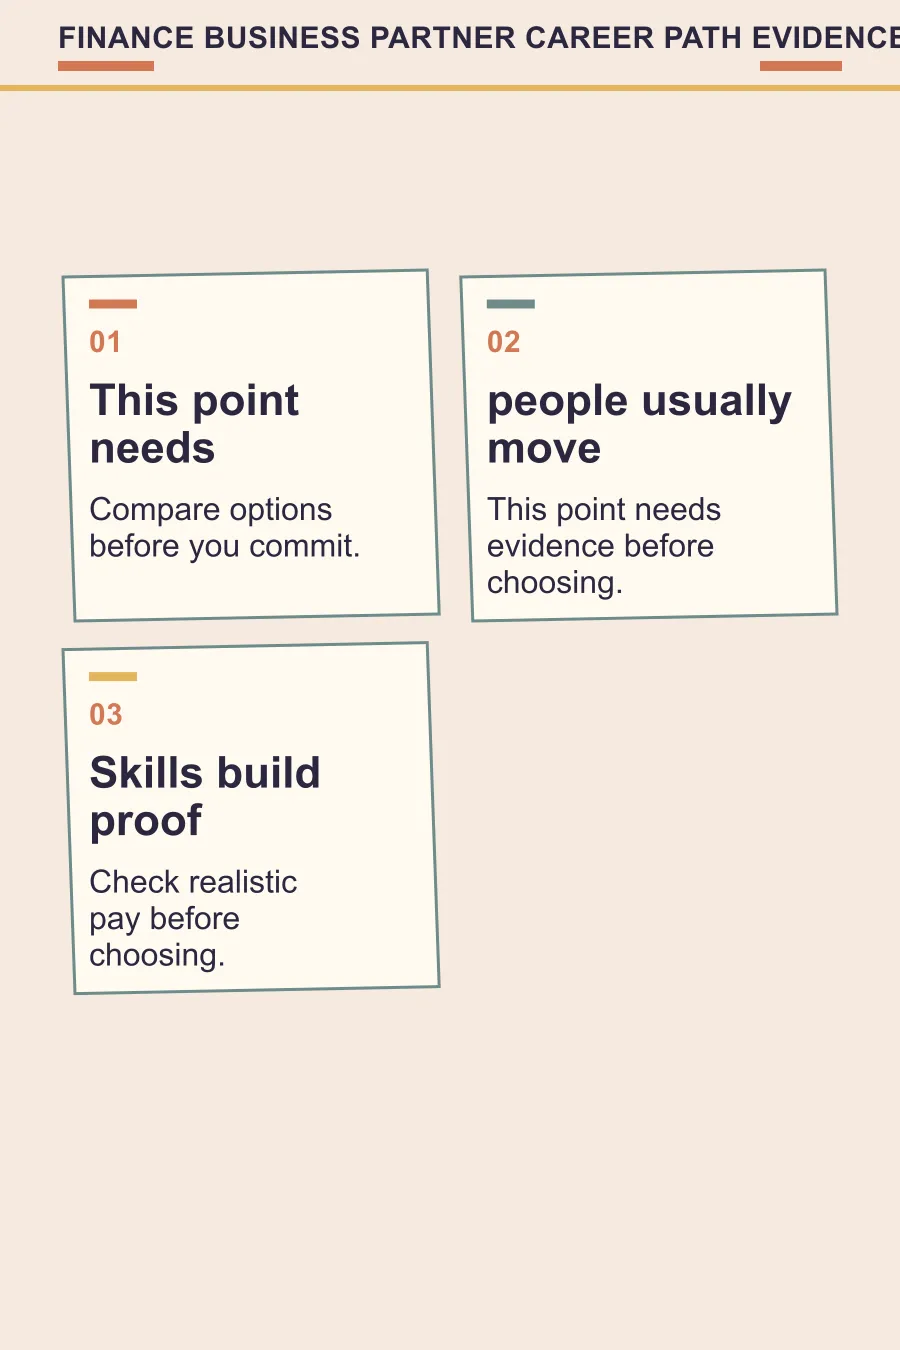 FINANCE BUSINESS PARTNER CAREER PATH EVIDENCE
01
This point
needs
Compare options
before you commit.
02
people usually
move
This point needs
evidence before
choosing.
03
Skills build
proof
Check realistic
pay before
choosing.